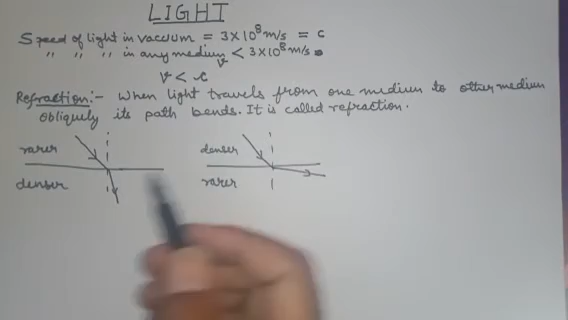 LIGHT
Speed of light in vacuum = 3×10⁸ m/s = c
" " " in any medium v < 3×10⁸ m/s
v < c
Refraction:- When light travels from one medium to other medium
obliquely its path bends. It is called refraction.
rarer
denser
denser
rarer